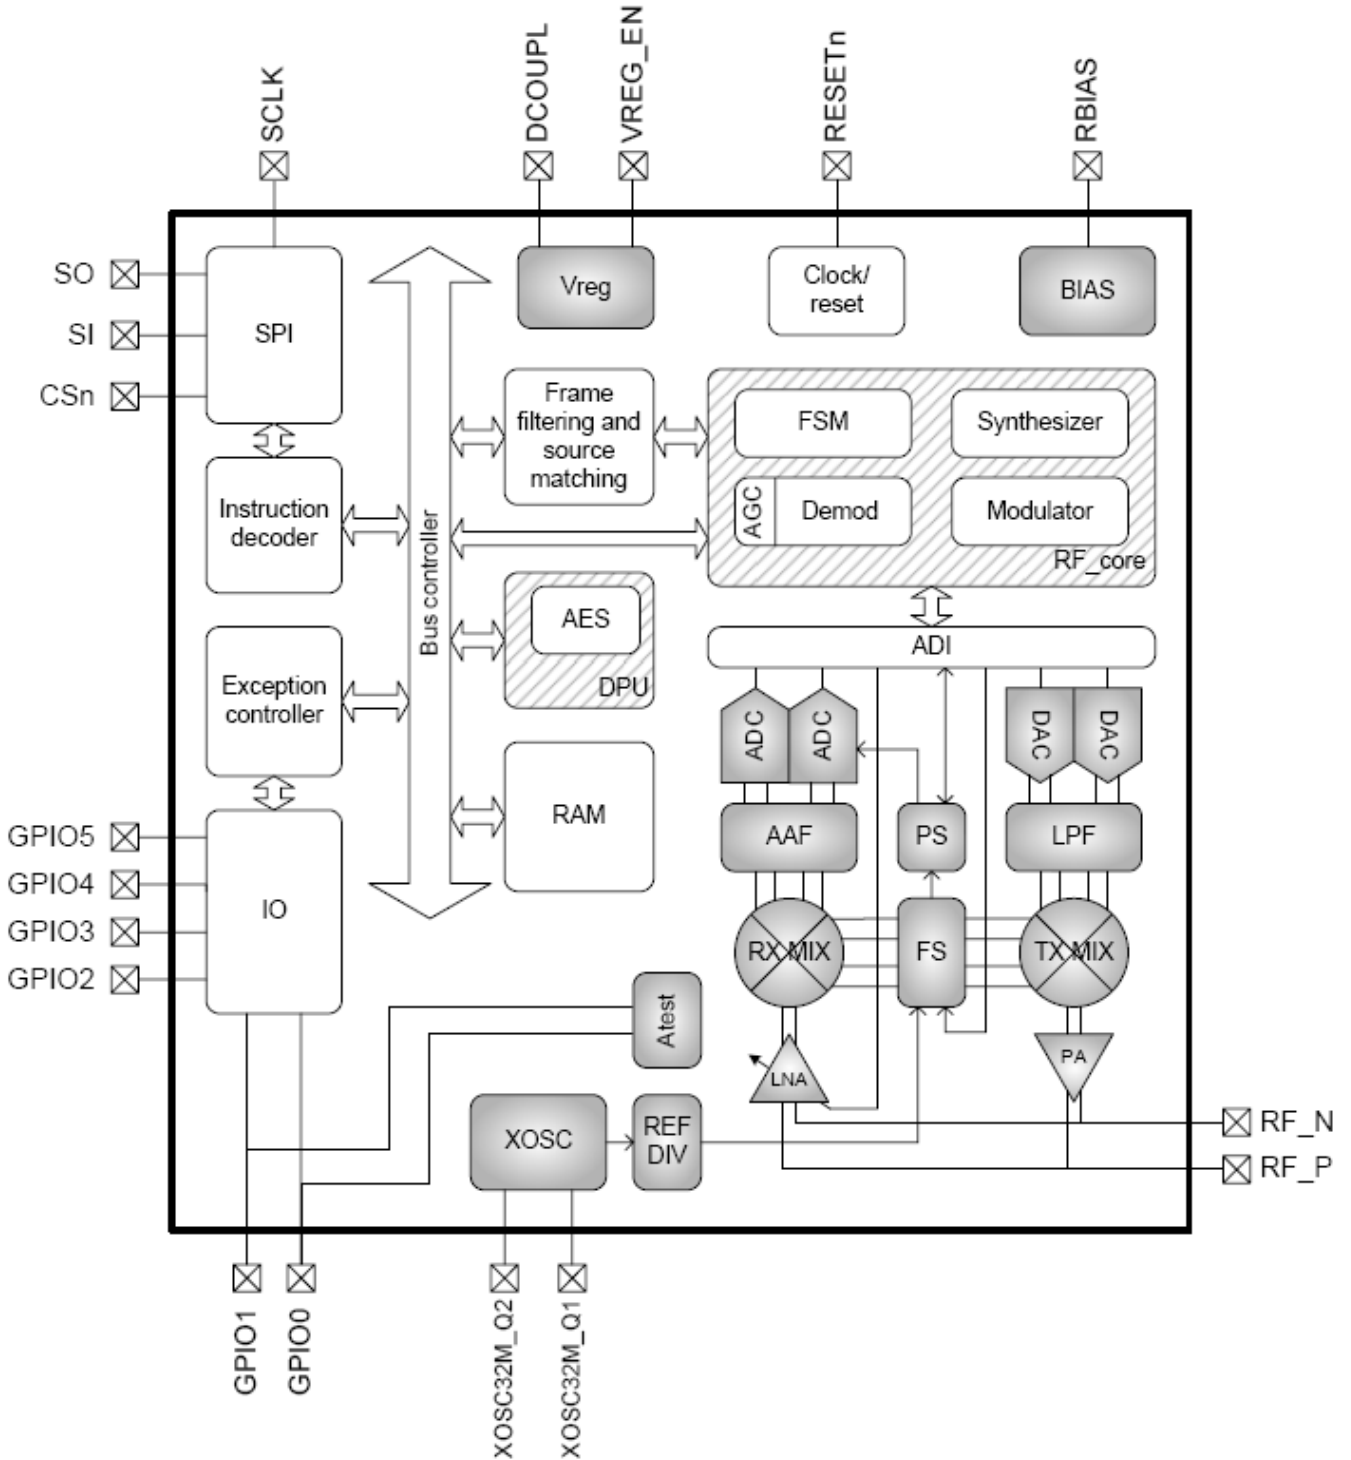 SCLK
DCOUPL
VREG_EN
RESETn
RBIAS
SO
SI
CSn
SPI
Vreg
Clock/
reset
BIAS
Frame
filtering and
source
matching
FSM
Synthesizer
AGC
Demod
Modulator
RF_core
Instruction
decoder
Bus controller
AES
DPU
ADI
Exception
controller
ADC
ADC
DAC
DAC
RAM
AAF
PS
LPF
GPIO5
GPIO4
GPIO3
GPIO2
IO
RX MIX
FS
TX MIX
Atest
LNA
PA
XOSC
REF
DIV
RF_N
RF_P
GPIO1
GPIO0
XOSC32M_Q2
XOSC32M_Q1